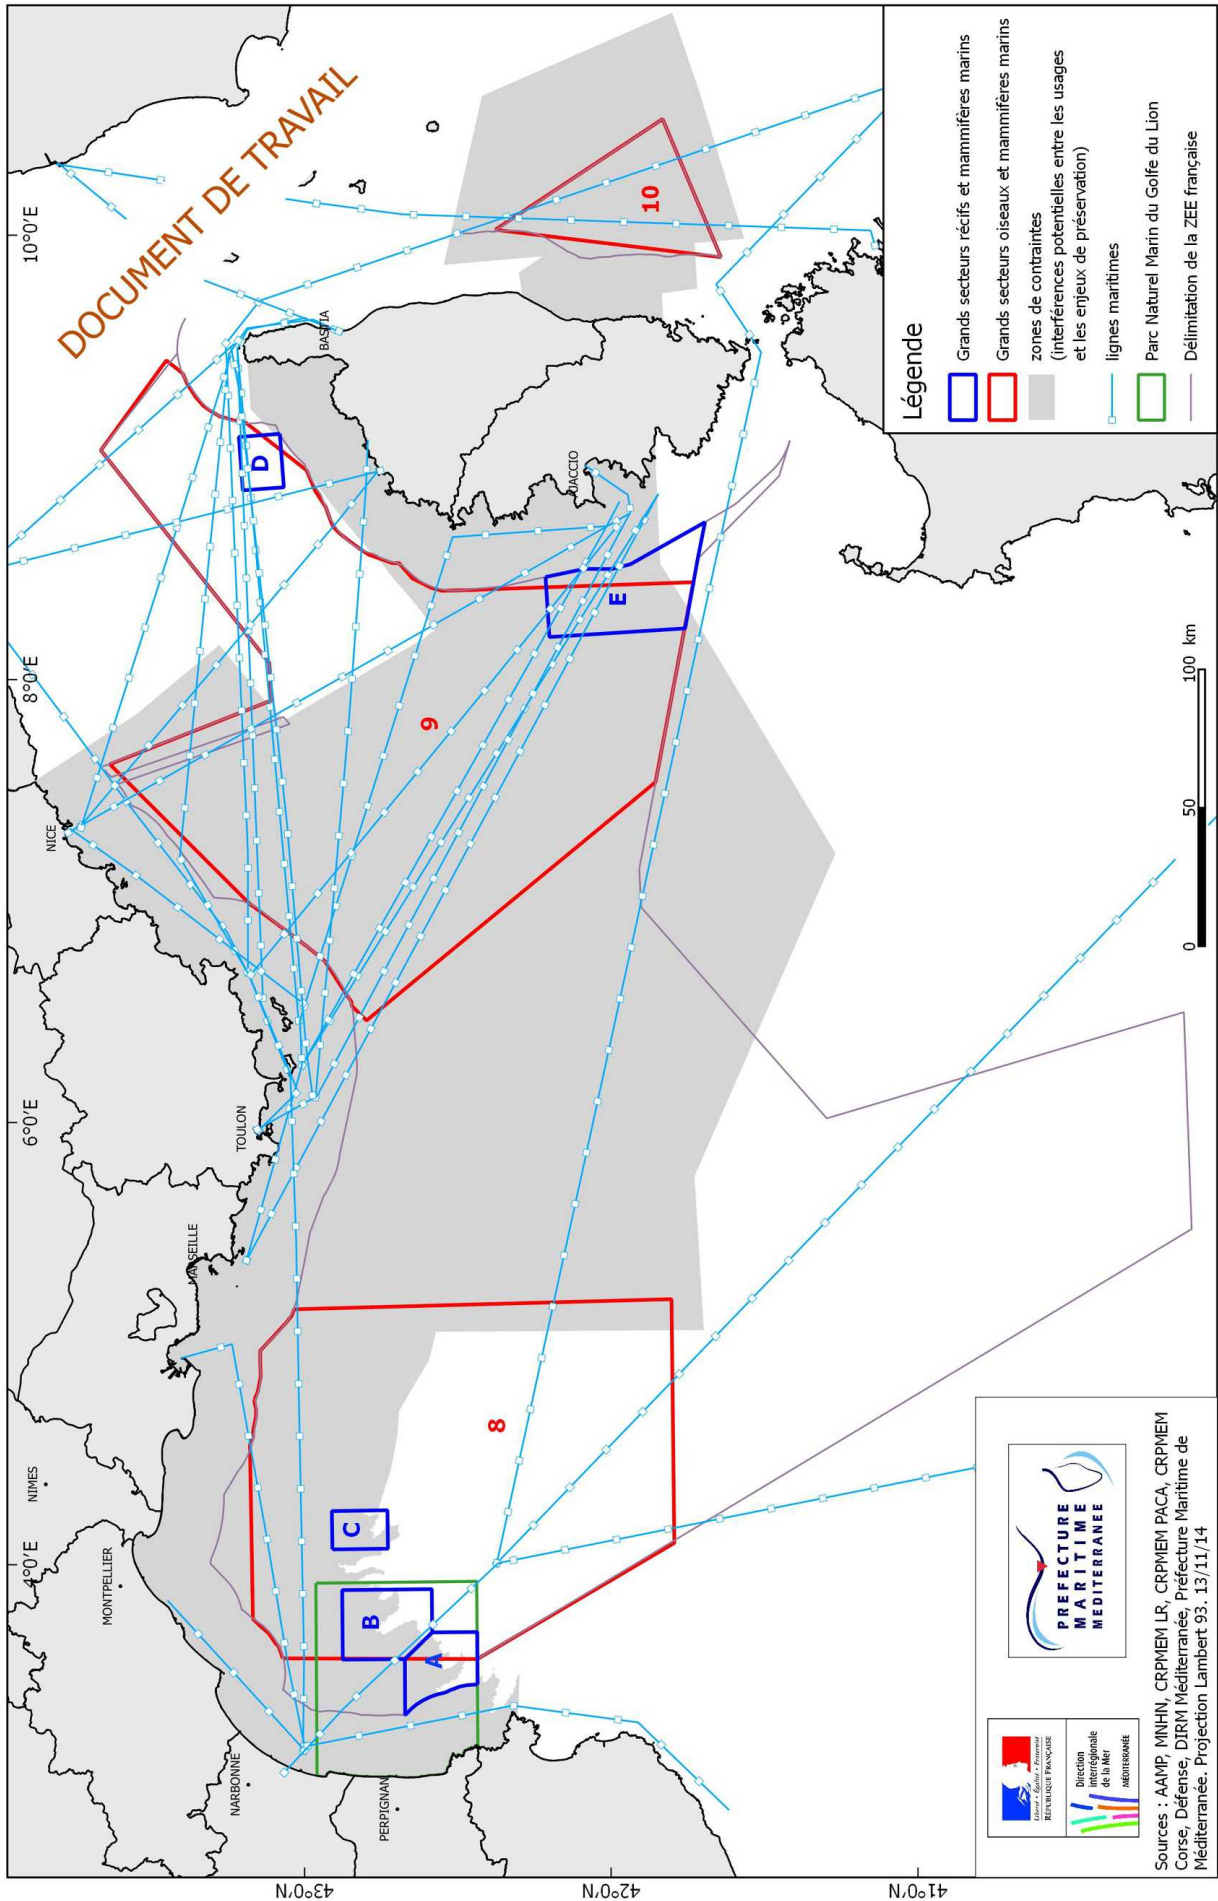 DOCUMENT DE TRAVAIL
4°0'E
6°0'E
8°0'E
10°0'E
43°0'N
42°0'N
41°0'N
NIMES
MONTPELLIER
NARBONNE
PERPIGNAN
MARSEILLE
TOULON
NICE
BASTIA
AJACCIO
A
B
C
D
E
8
9
10
0
50
100 km
Légende
Grands secteurs récifs et mammifères marins
Grands secteurs oiseaux et mammifères marins
zones de contraintes
(interférences potentielles entre les usages
et les enjeux de préservation)
lignes maritimes
Parc Naturel Marin du Golfe du Lion
Délimitation de la ZEE française
Liberté • Égalité • Fraternité
RÉPUBLIQUE FRANÇAISE
Direction
interrégionale
de la Mer
MÉDITERRANÉE
PREFECTURE
MARITIME
MEDITERRANEE
Sources : AAMP, MNHN, CRPMEM LR, CRPMEM PACA, CRPMEM
Corse, Défense, DIRM Méditerranée, Préfecture Maritime de
Méditerranée. Projection Lambert 93. 13/11/14